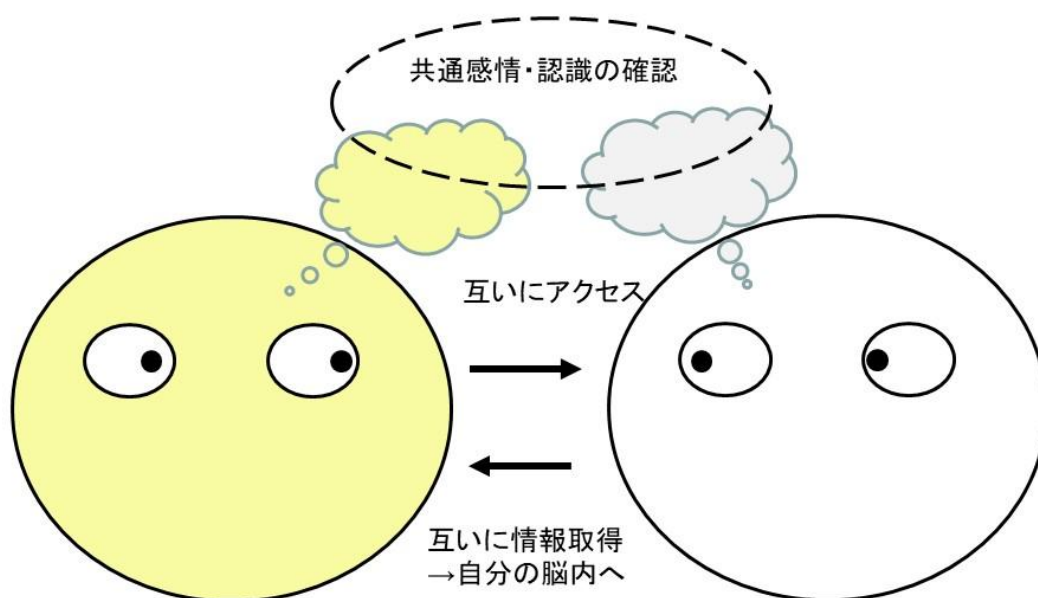 共通感情・認識の確認
互いにアクセス
互いに情報取得
→自分の脳内へ